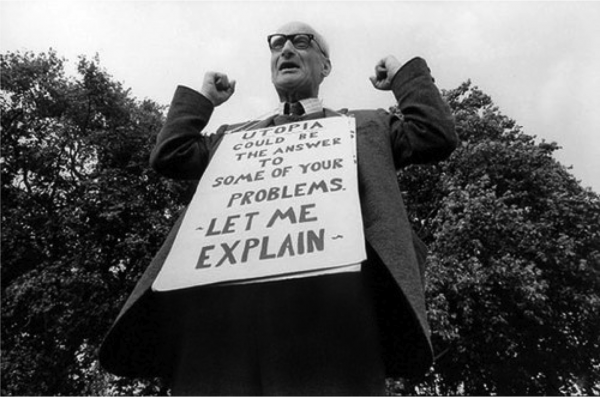 UTOPIA
COULD BE
THE ANSWER
TO
SOME OF YOUR
PROBLEMS.
-LET ME
EXPLAIN-